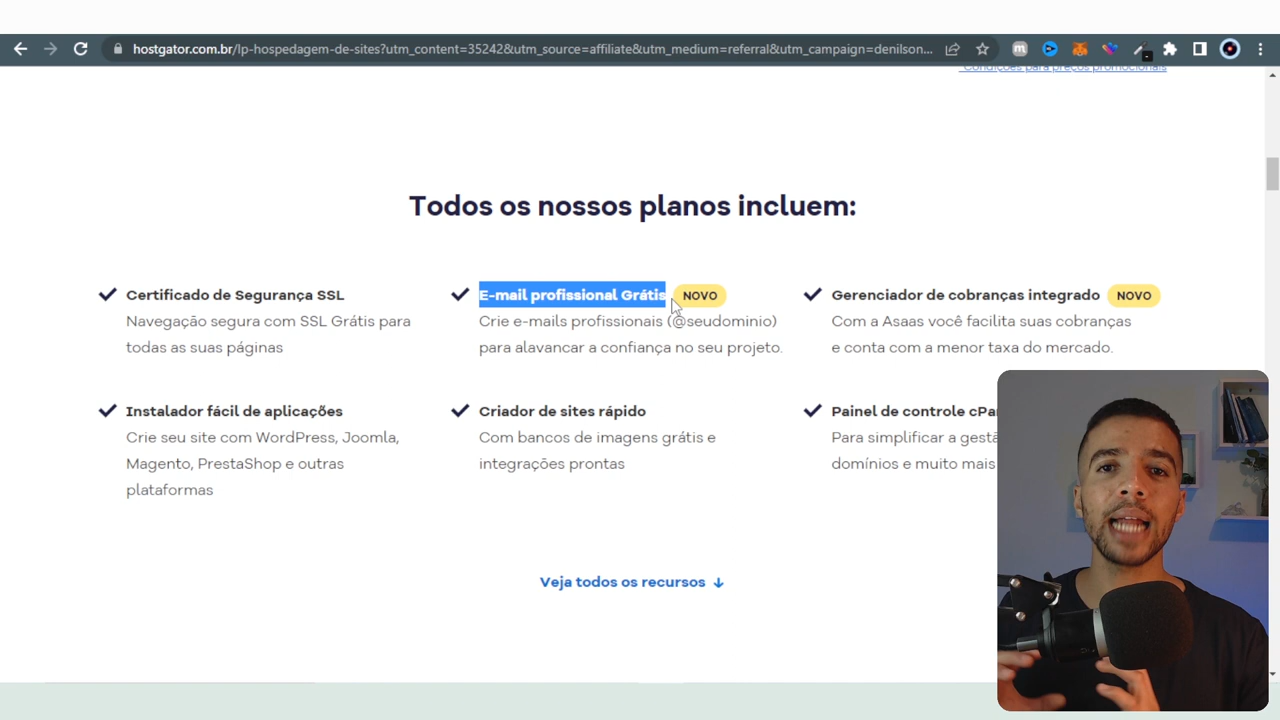 hostgator.com.br/lp-hospedagem-de-sites?utm_content=35242&utm_source=affiliate&utm_medium=referral&utm_campaign=denilson...
Condições para preços promocionais
Todos os nossos planos incluem:
Certificado de Segurança SSL
Navegação segura com SSL Grátis para
todas as suas páginas
E-mail profissional Grátis NOVO
Crie e-mails profissionais (@seudominio)
para alavancar a confiança no seu projeto.
Gerenciador de cobranças integrado NOVO
Com a Asaas você facilita suas cobranças
e conta com a menor taxa do mercado.
Instalador fácil de aplicações
Crie seu site com WordPress, Joomla,
Magento, PrestaShop e outras
plataformas
Criador de sites rápido
Com bancos de imagens grátis e
integrações prontas
Painel de controle
Para simplificar a
domínios e muito mais
Veja todos os recursos ↓